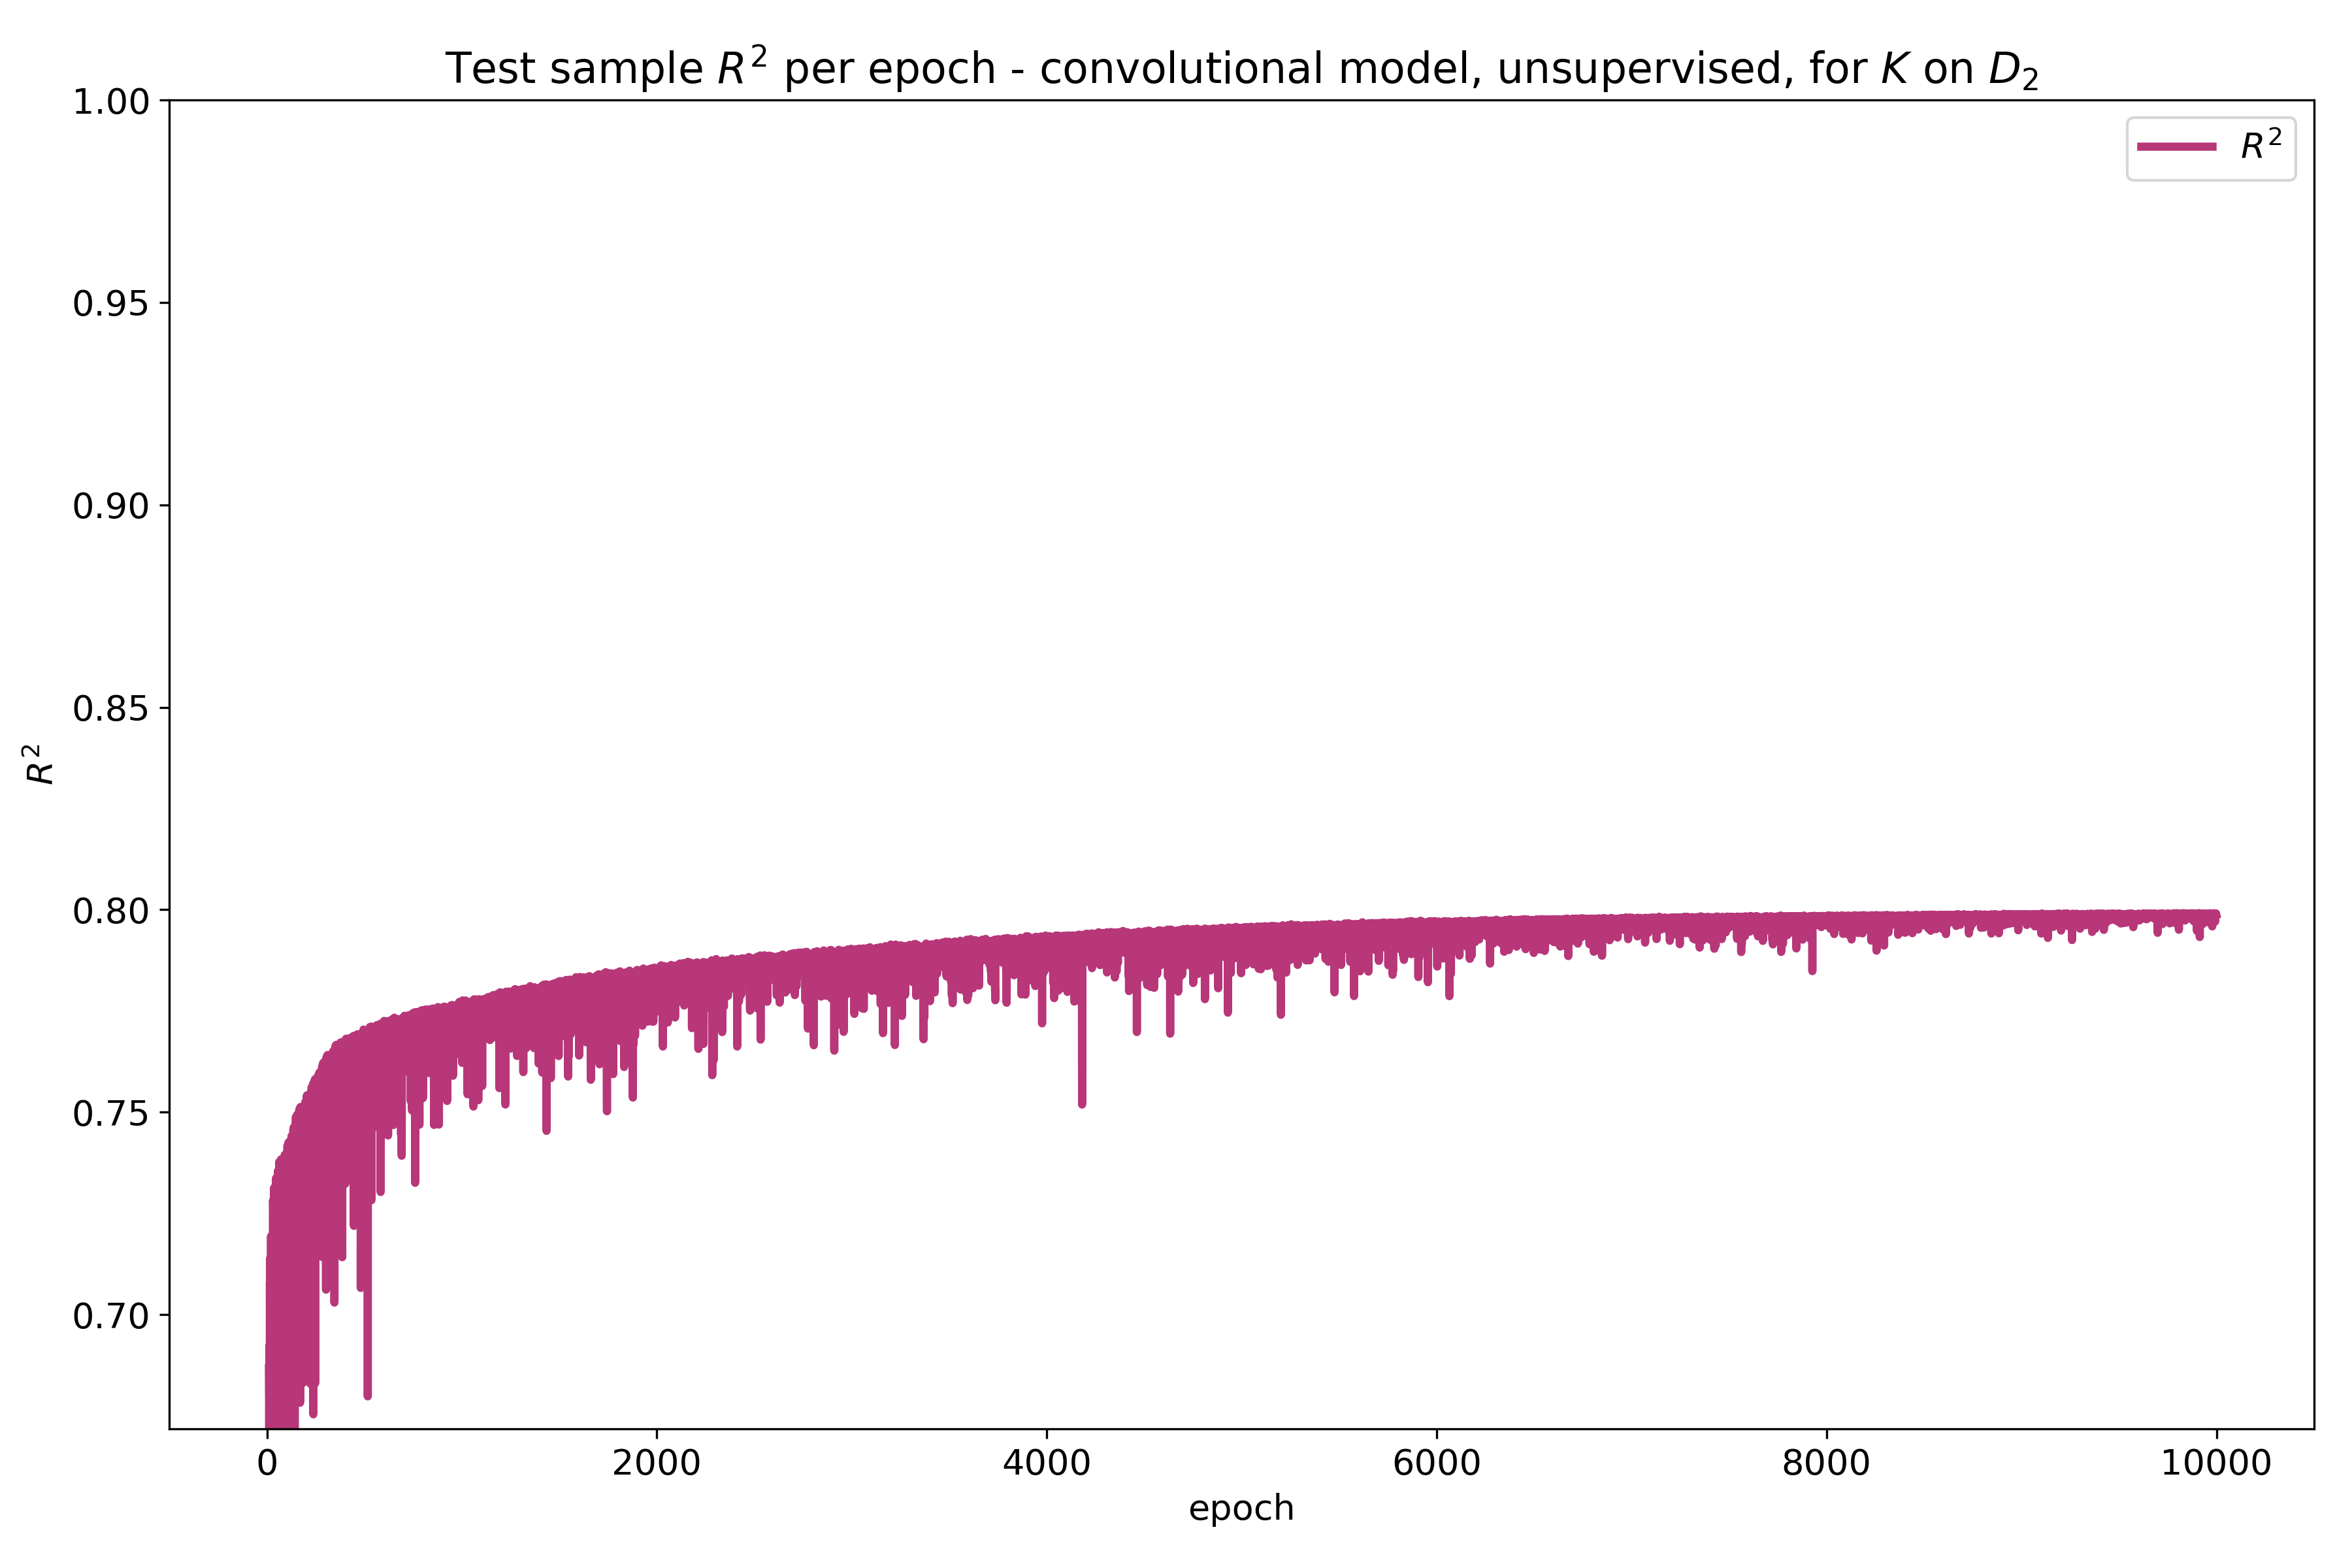 Test sample R² per epoch - convolutional model, unsupervised, for K on D₂
R²
1.00
0.95
0.90
0.85
0.80
0.75
0.70
R²
0 2000 4000 6000 8000 10000
epoch